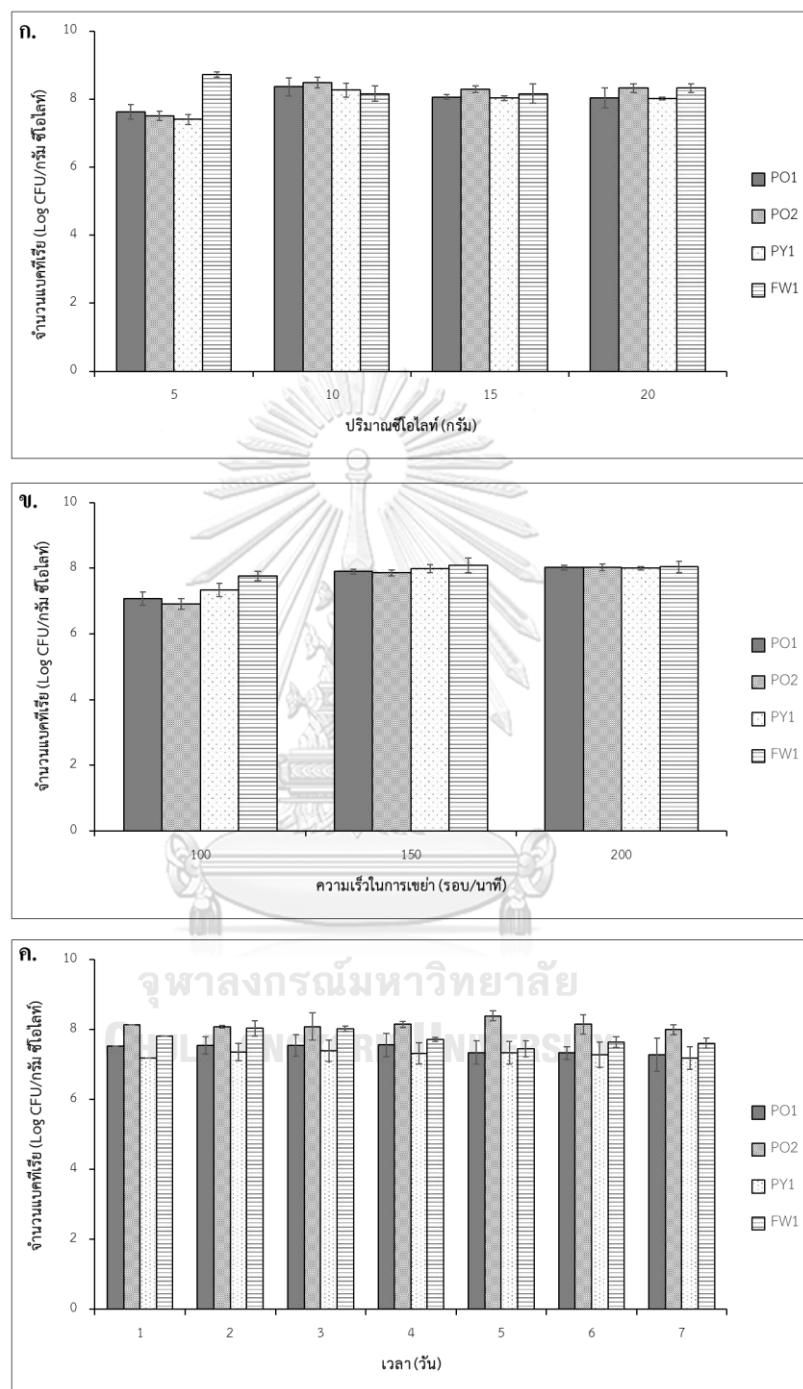 ก.
จำนวนแบคทีเรีย (Log CFU/กรัม ซีโอไลท์)
10
8
6
4
2
0
5 10 15 20
ปริมาณซีโอไลท์ (กรัม)
PO1
PO2
PY1
FW1
ข.
จำนวนแบคทีเรีย (Log CFU/กรัม ซีโอไลท์)
10
8
6
4
2
0
100 150 200
ความเร็วในการเขย่า (รอบ/นาที)
PO1
PO2
PY1
FW1
ค.
จำนวนแบคทีเรีย (Log CFU/กรัม ซีโอไลท์)
10
8
6
4
2
0
จุฬาลงกรณ์มหาวิทยาลัย
1 2 3 4 5 6 7
เวลา (วัน)
PO1
PO2
PY1
FW1